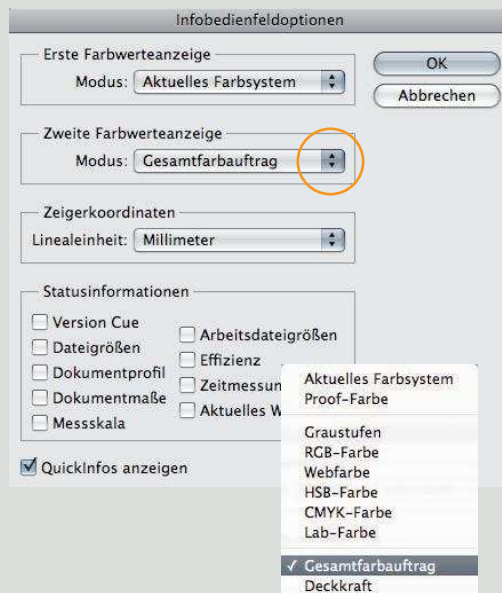 Infobedienfeldoptionen
Erste Farbwerteanzeige
Modus: Aktuelles Farbsystem
OK
Abbrechen
Zweite Farbwerteanzeige
Modus: Gesamtfarbauftrag
Zeigerkoordinaten
Linealeinheit: Millimeter
Statusinformationen
Version Cue
Dateigrößen
Dokumentprofil
Dokumentmaße
Messskala
Arbeitsdateigrößen
Effizienz
Zeitmessun
Aktuelles W
QuickInfos anzeigen
Aktuelles Farbsystem
Proof-Farbe
Graustufen
RGB-Farbe
Webfarbe
HSB-Farbe
CMYK-Farbe
Lab-Farbe
✓ Gesamtfarbauftrag
Deckkraft